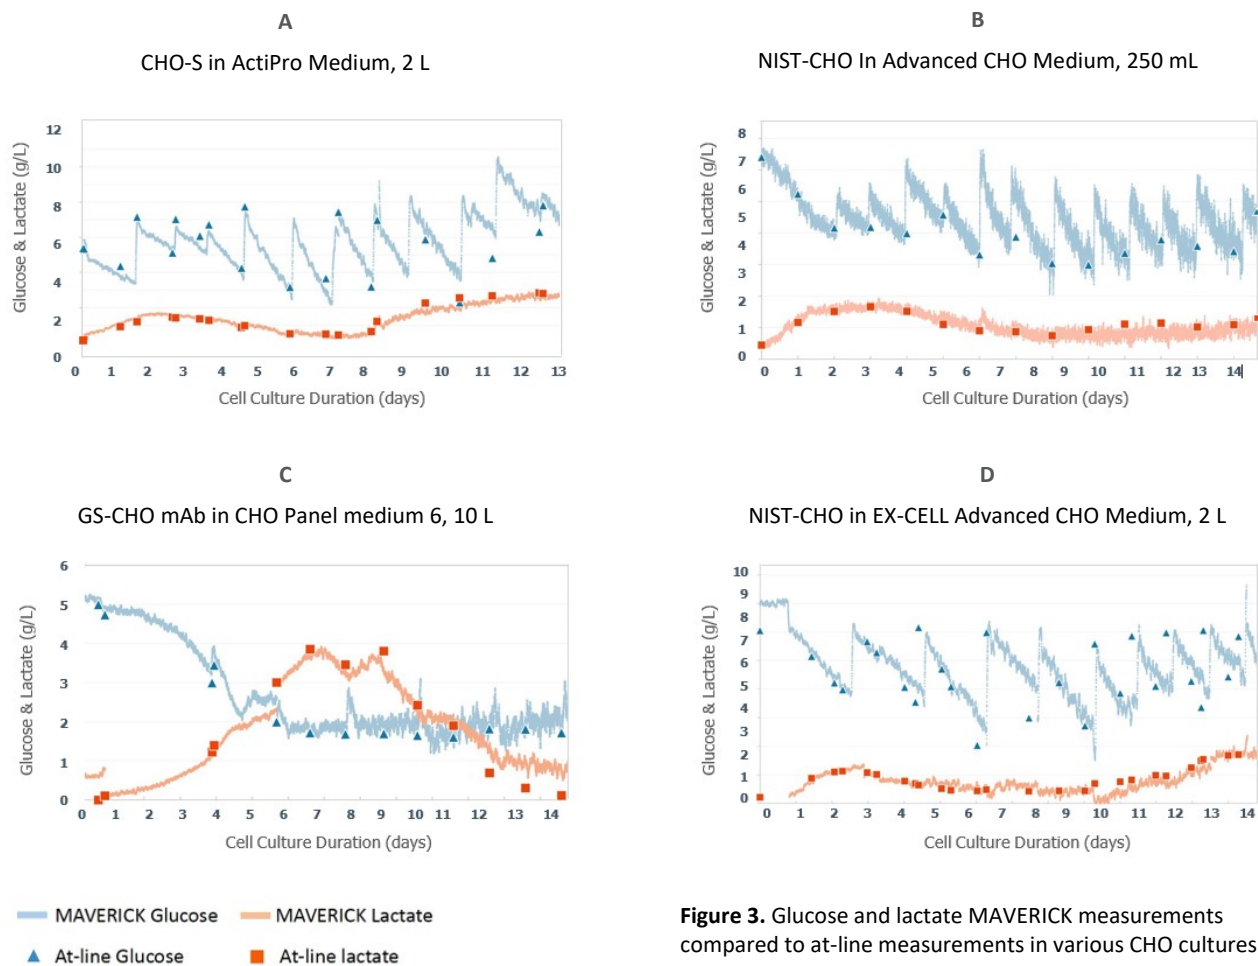 A
CHO-S in ActiPro Medium, 2 L
Glucose & Lactate (g/L)
12
10
8
6
4
2
0
0 1 2 3 4 5 6 7 8 9 10 11 12 13
Cell Culture Duration (days)
B
NIST-CHO In Advanced CHO Medium, 250 mL
Glucose & Lactate (g/L)
8
7
6
5
4
3
2
1
0
0 1 2 3 4 5 6 7 8 9 10 11 12 13 14
Cell Culture Duration (days)
C
GS-CHO mAb in CHO Panel medium 6, 10 L
Glucose & Lactate (g/L)
6
5
4
3
2
1
0
0 1 2 3 4 5 6 7 8 9 10 11 12 13 14
Cell Culture Duration (days)
D
NIST-CHO in EX-CELL Advanced CHO Medium, 2 L
Glucose & Lactate (g/L)
10
9
8
7
6
5
4
3
2
1
0
0 1 2 3 4 5 6 7 8 9 10 11 12 13 14
Cell Culture Duration (days)
MAVERICK Glucose MAVERICK Lactate
At-line Glucose At-line lactate
Figure 3. Glucose and lactate MAVERICK measurements
compared to at-line measurements in various CHO cultures